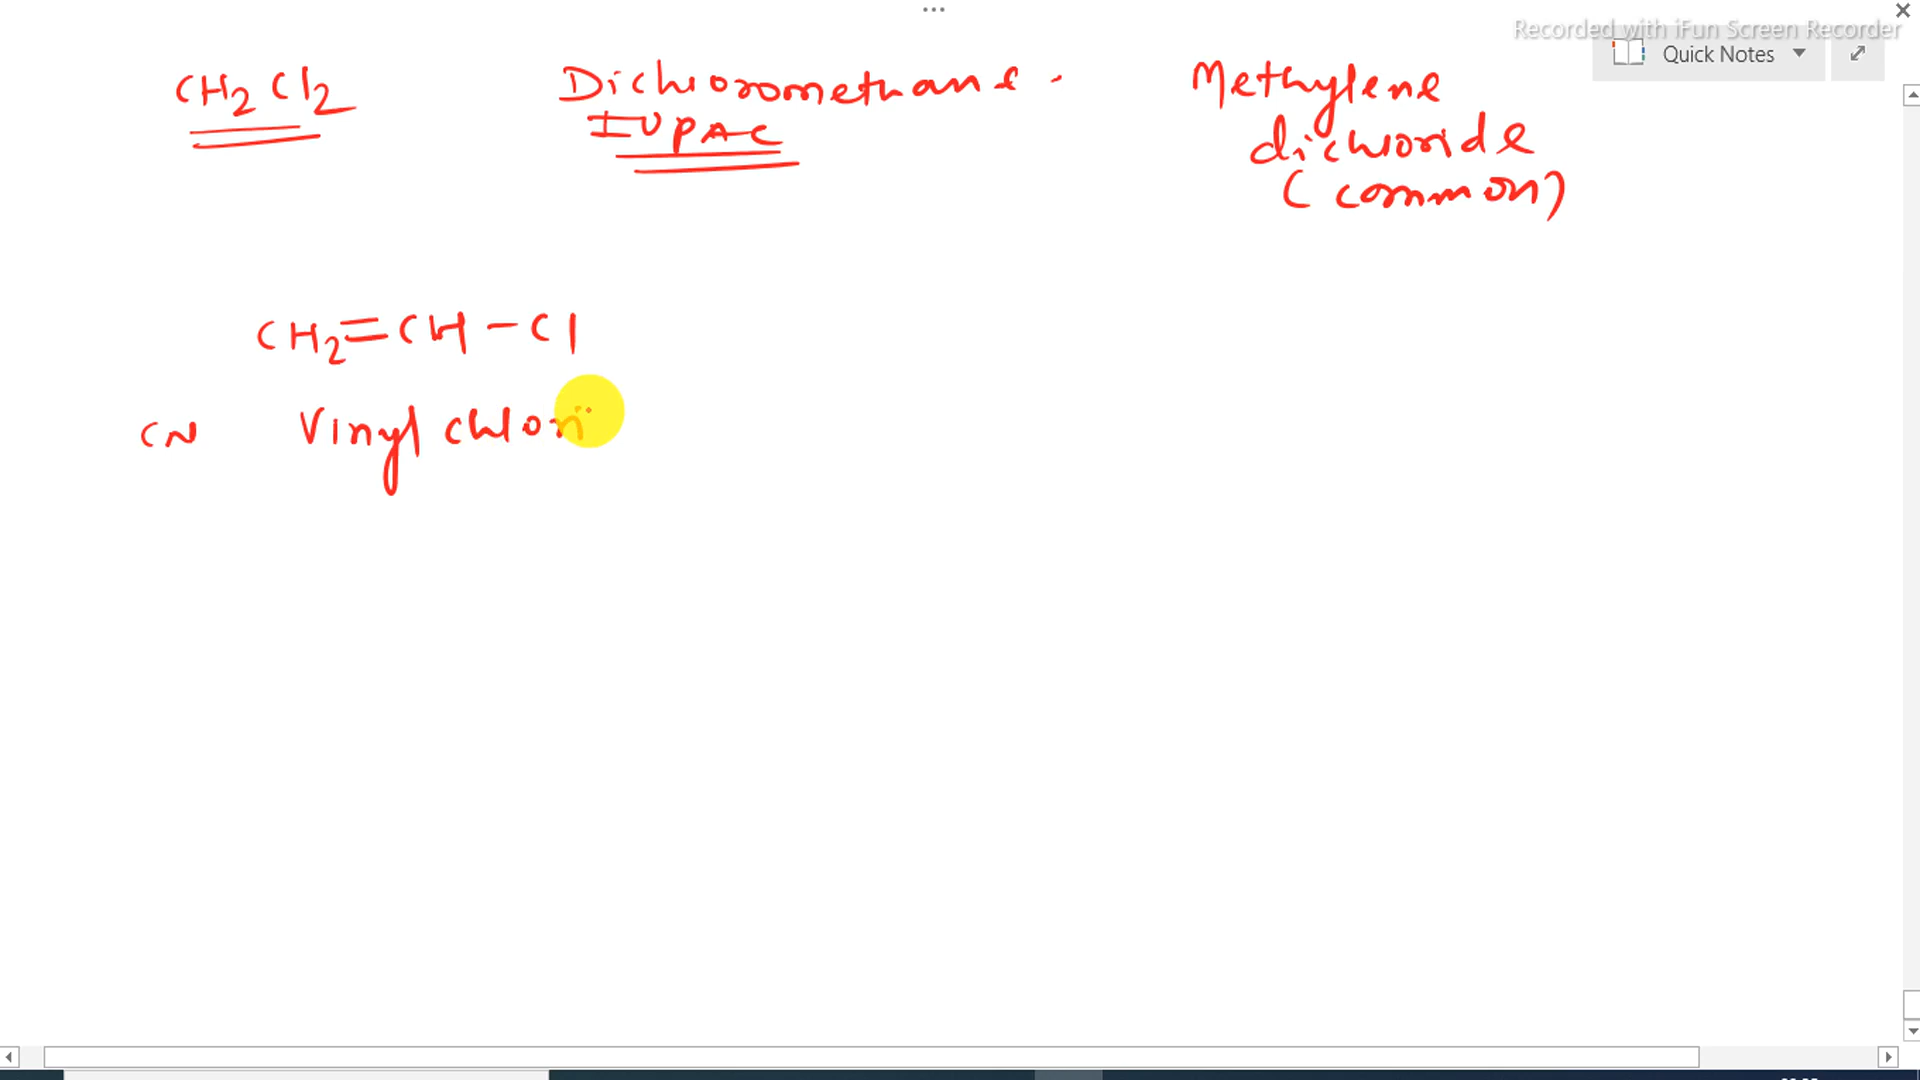 Recorded with iFun Screen Recorder
Quick Notes
CH2Cl2 Dichloromethane. Methylene
IUPAC dichloride
(common)
CH2=CH-Cl
CN Vinyl chlori